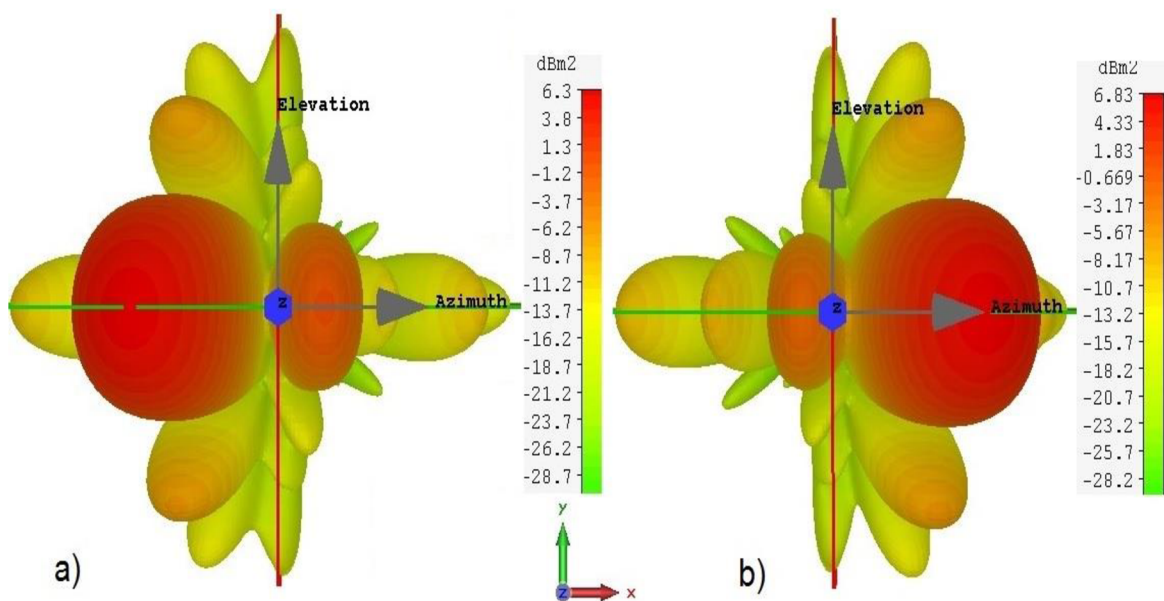 dBm2
6.3
3.8
1.3
-1.2
-3.7
-6.2
-8.7
-11.2
-13.7
-16.2
-18.7
-21.2
-23.7
-26.2
-28.7
Elevation
Azimuth
z
a)
dBm2
6.83
4.33
1.83
-0.669
-3.17
-5.67
-8.17
-10.7
-13.2
-15.7
-18.2
-20.7
-23.2
-25.7
-28.2
Elevation
Azimuth
z
b)
y
z
x